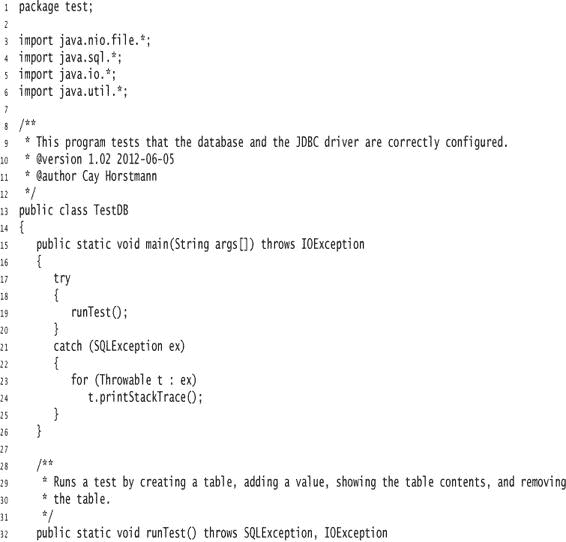 1 package test;
2
3 import java.nio.file.*;
4 import java.sql.*;
5 import java.io.*;
6 import java.util.*;
7
8 /**
9  * This program tests that the database and the JDBC driver are correctly configured.
10  * @version 1.02 2012-06-05
11  * @author Cay Horstmann
12  */
13 public class TestDB
14 {
15    public static void main(String args[]) throws IOException
16    {
17       try
18       {
19          runTest();
20       }
21       catch (SQLException ex)
22       {
23          for (Throwable t : ex)
24             t.printStackTrace();
25       }
26    }
27
28    /**
29     * Runs a test by creating a table, adding a value, showing the table contents, and removing
30     * the table.
31     */
32    public static void runTest() throws SQLException, IOException